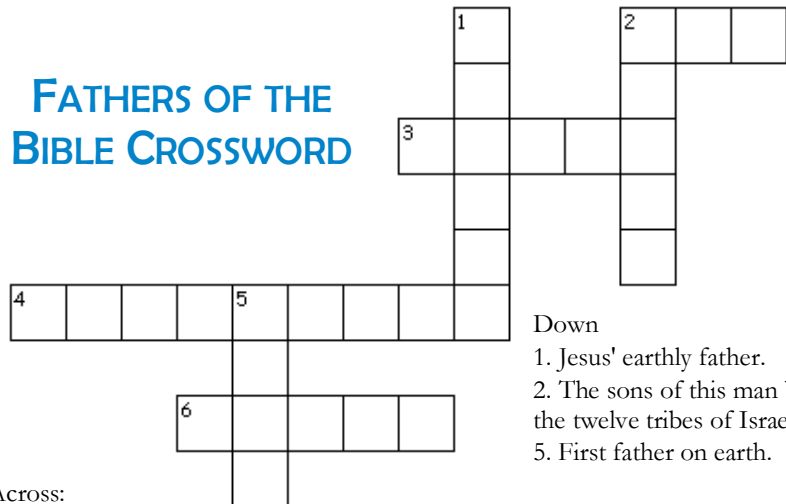 1
2
FATHERS OF THE
BIBLE CROSSWORD
3
4
5
Down
1. Jesus' earthly father.
2. The sons of this man
the twelve tribes of
5. First father on earth.
6
Across: